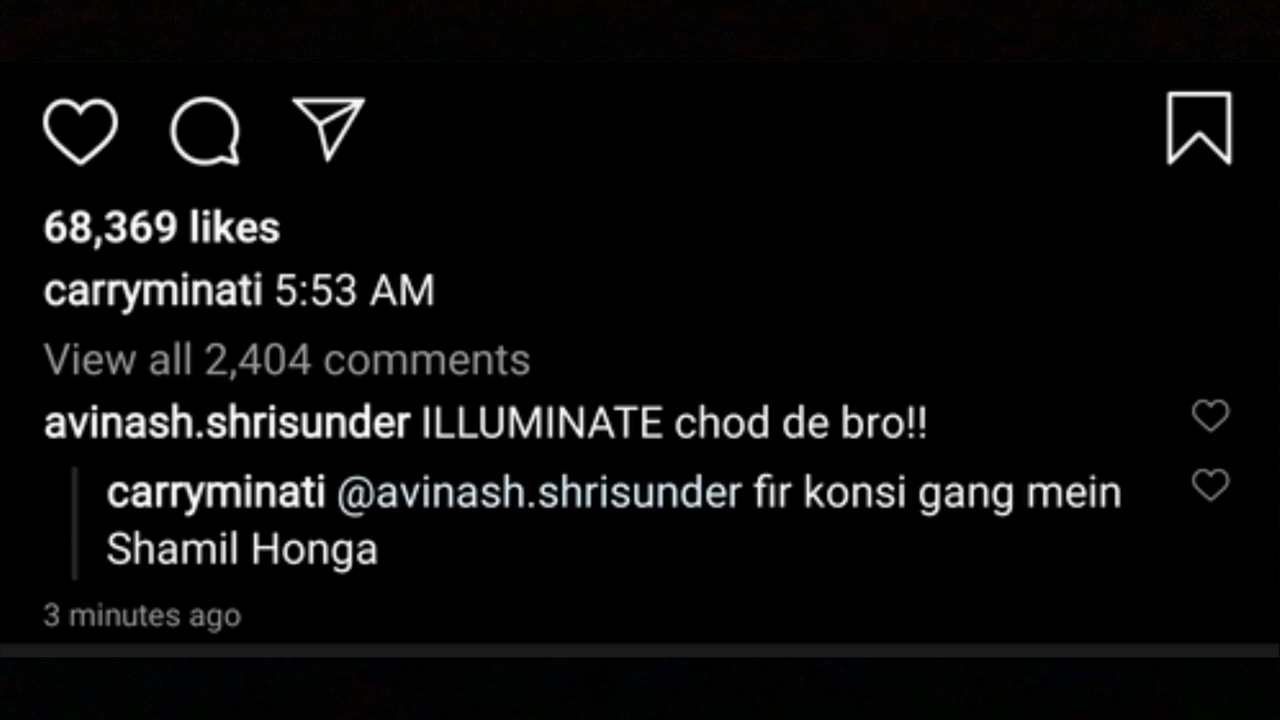 68,369 likes
carryminati 5:53 AM
View all 2,404 comments
avinash.shrisunder ILLUMINATE chod de bro!!
carryminati @avinash.shrisunder fir konsi gang mein
Shamil Honga
3 minutes ago